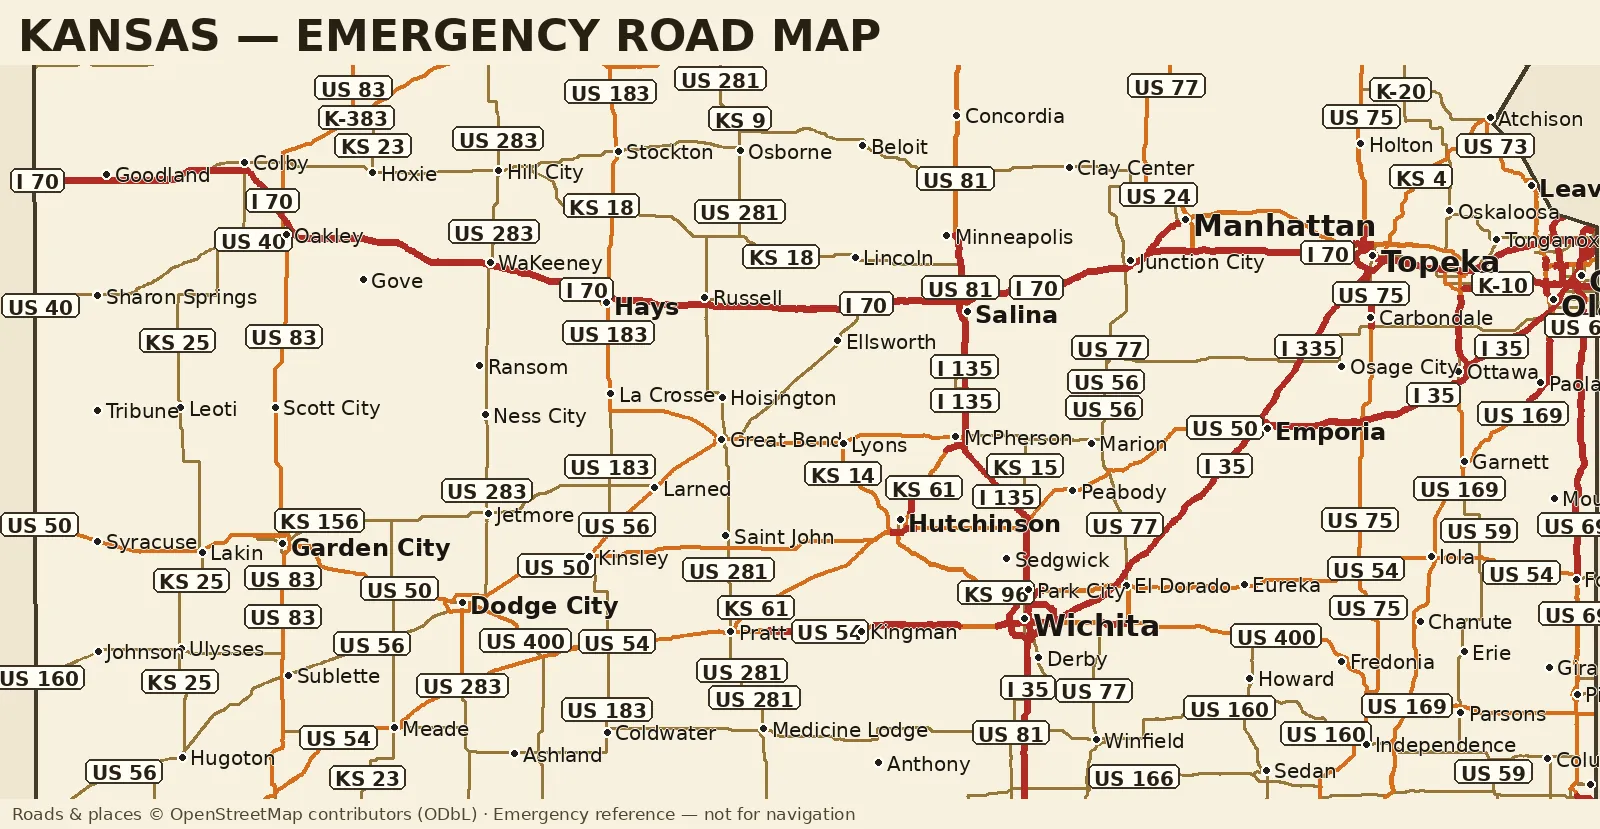 KANSAS — EMERGENCY ROAD MAP
US 83
US 183
US 281
US 77
K-20
K-383
KS 9
Concordia
US 75
Atchison
US 283
KS 23
Stockton
Osborne
Beloit
Holton
US 73
Goodland
Colby
Hoxie
Hill City
US 81
Clay Center
KS 4
Leav
I 70
I 70
KS 18
US 281
US 24
Oskaloosa
US 40
Oakley
US 283
Minneapolis
Manhattan
Tonganox
WaKeeney
KS 18
Lincoln
Junction City
I 70
Topeka
Gove
I 70
US 81
I 70
K-10
US 40
Sharon Springs
Hays
Russell
I 70
Salina
US 75
Carbondale
Ol
US 6
KS 25
US 83
US 183
Ellsworth
US 77
I 335
I 35
Ransom
I 135
Osage City
Ottawa
US 56
Paola
Tribune
Leoti
Scott City
La Crosse
Hoisington
I 135
US 56
I 35
US 169
Ness City
Great Bend
Lyons
McPherson
Marion
US 50
Emporia
US 183
KS 14
KS 15
I 35
Garnett
US 283
Larned
KS 61
I 135
Peabody
US 169
Mou
US 50
KS 156
Jetmore
US 56
Hutchinson
US 77
US 75
US 59
US 69
Syracuse
Lakin
Garden City
Saint John
Kinsley
Sedgwick
Iola
KS 25
US 83
US 50
US 281
US 54
US 54
Fo
US 50
KS 96
Park City
El Dorado
Eureka
US 83
Dodge City
KS 61
US 75
US 69
Johnson
Ulysses
US 56
US 400
US 54
Pratt
US 54
Kingman
Wichita
US 400
Chanute
US 160
KS 25
Sublette
US 283
US 281
Derby
Fredonia
Erie
Gira
US 281
I 35
US 77
Howard
Pi
US 54
Meade
US 183
Coldwater
Medicine Lodge
US 81
Winfield
US 160
US 169
Parsons
US 56
Hugoton
KS 23
Ashland
Anthony
US 166
US 160
Independence
Sedan
US 59
Colu
Roads & places © OpenStreetMap contributors (ODbL) · Emergency reference — not for navigation